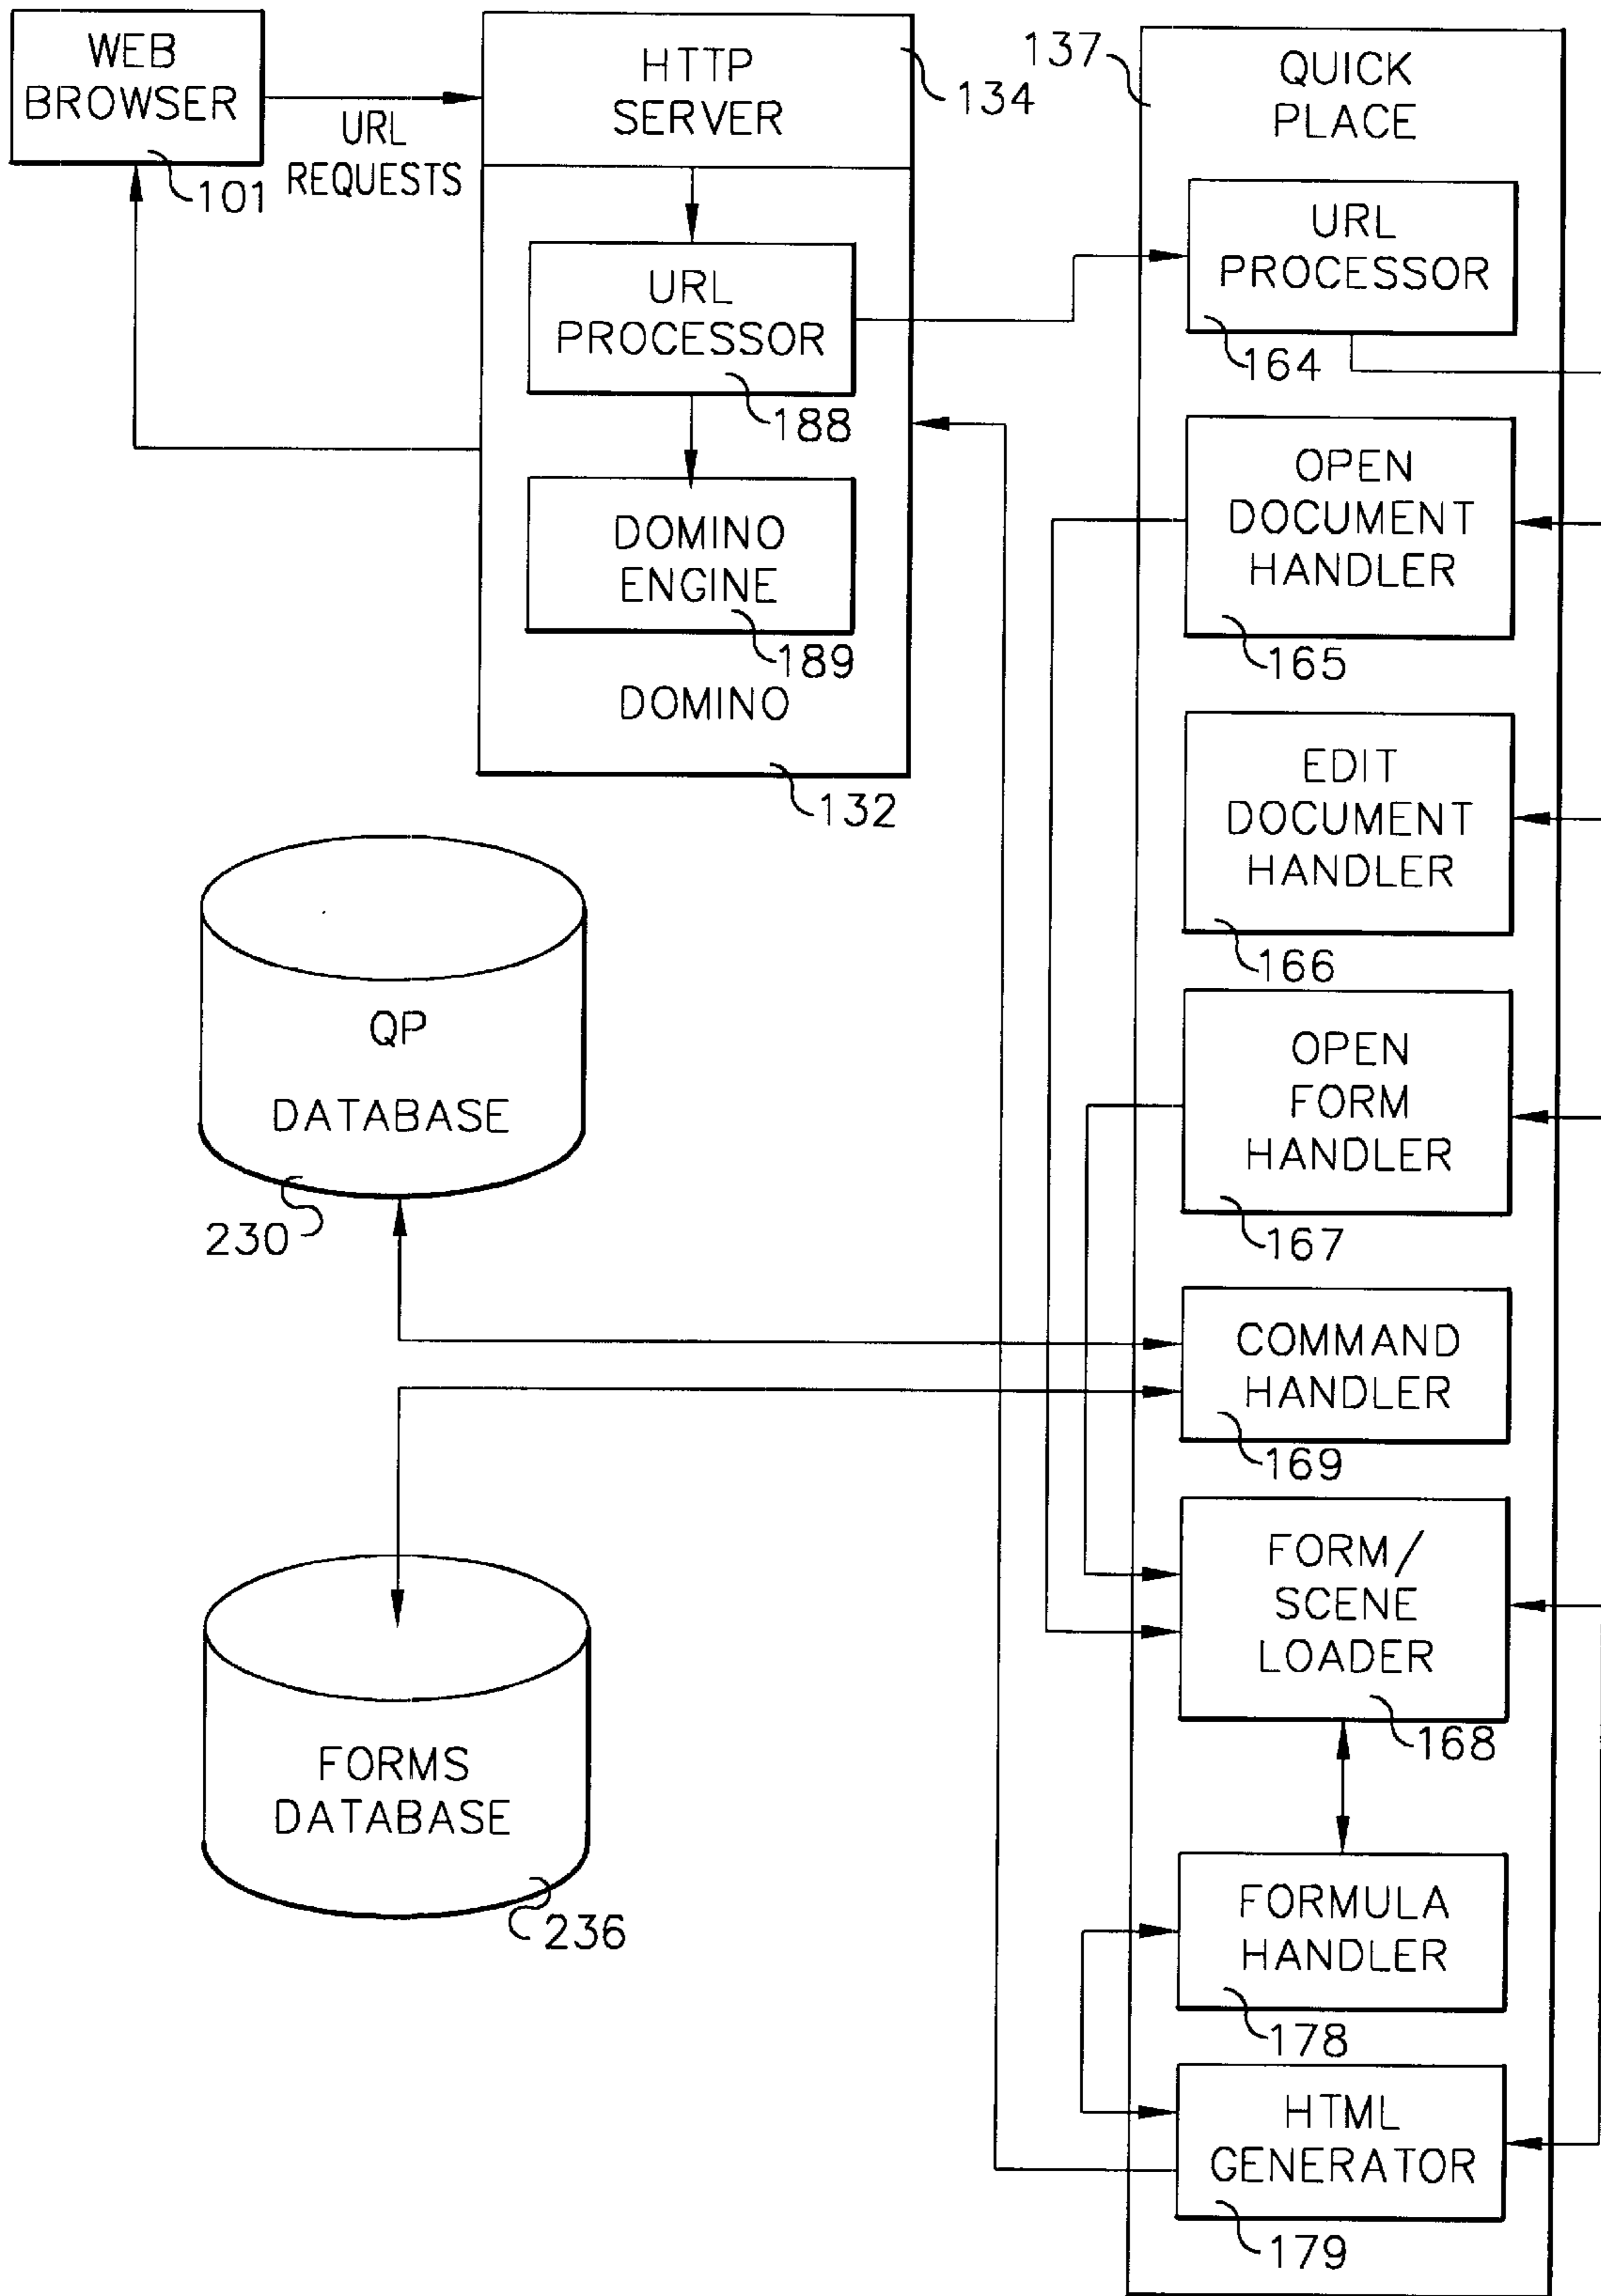 WEB
BROWSER
101
URL
REQUESTS
HTTP
SERVER
134
URL
PROCESSOR
188
DOMINO
ENGINE
189
DOMINO
132
QP
DATABASE
230
FORMS
DATABASE
236
137
QUICK
PLACE
URL
PROCESSOR
164
OPEN
DOCUMENT
HANDLER
165
EDIT
DOCUMENT
HANDLER
166
OPEN
FORM
HANDLER
167
COMMAND
HANDLER
169
FORM/
SCENE
LOADER
168
FORMULA
HANDLER
178
HTML
GENERATOR
179